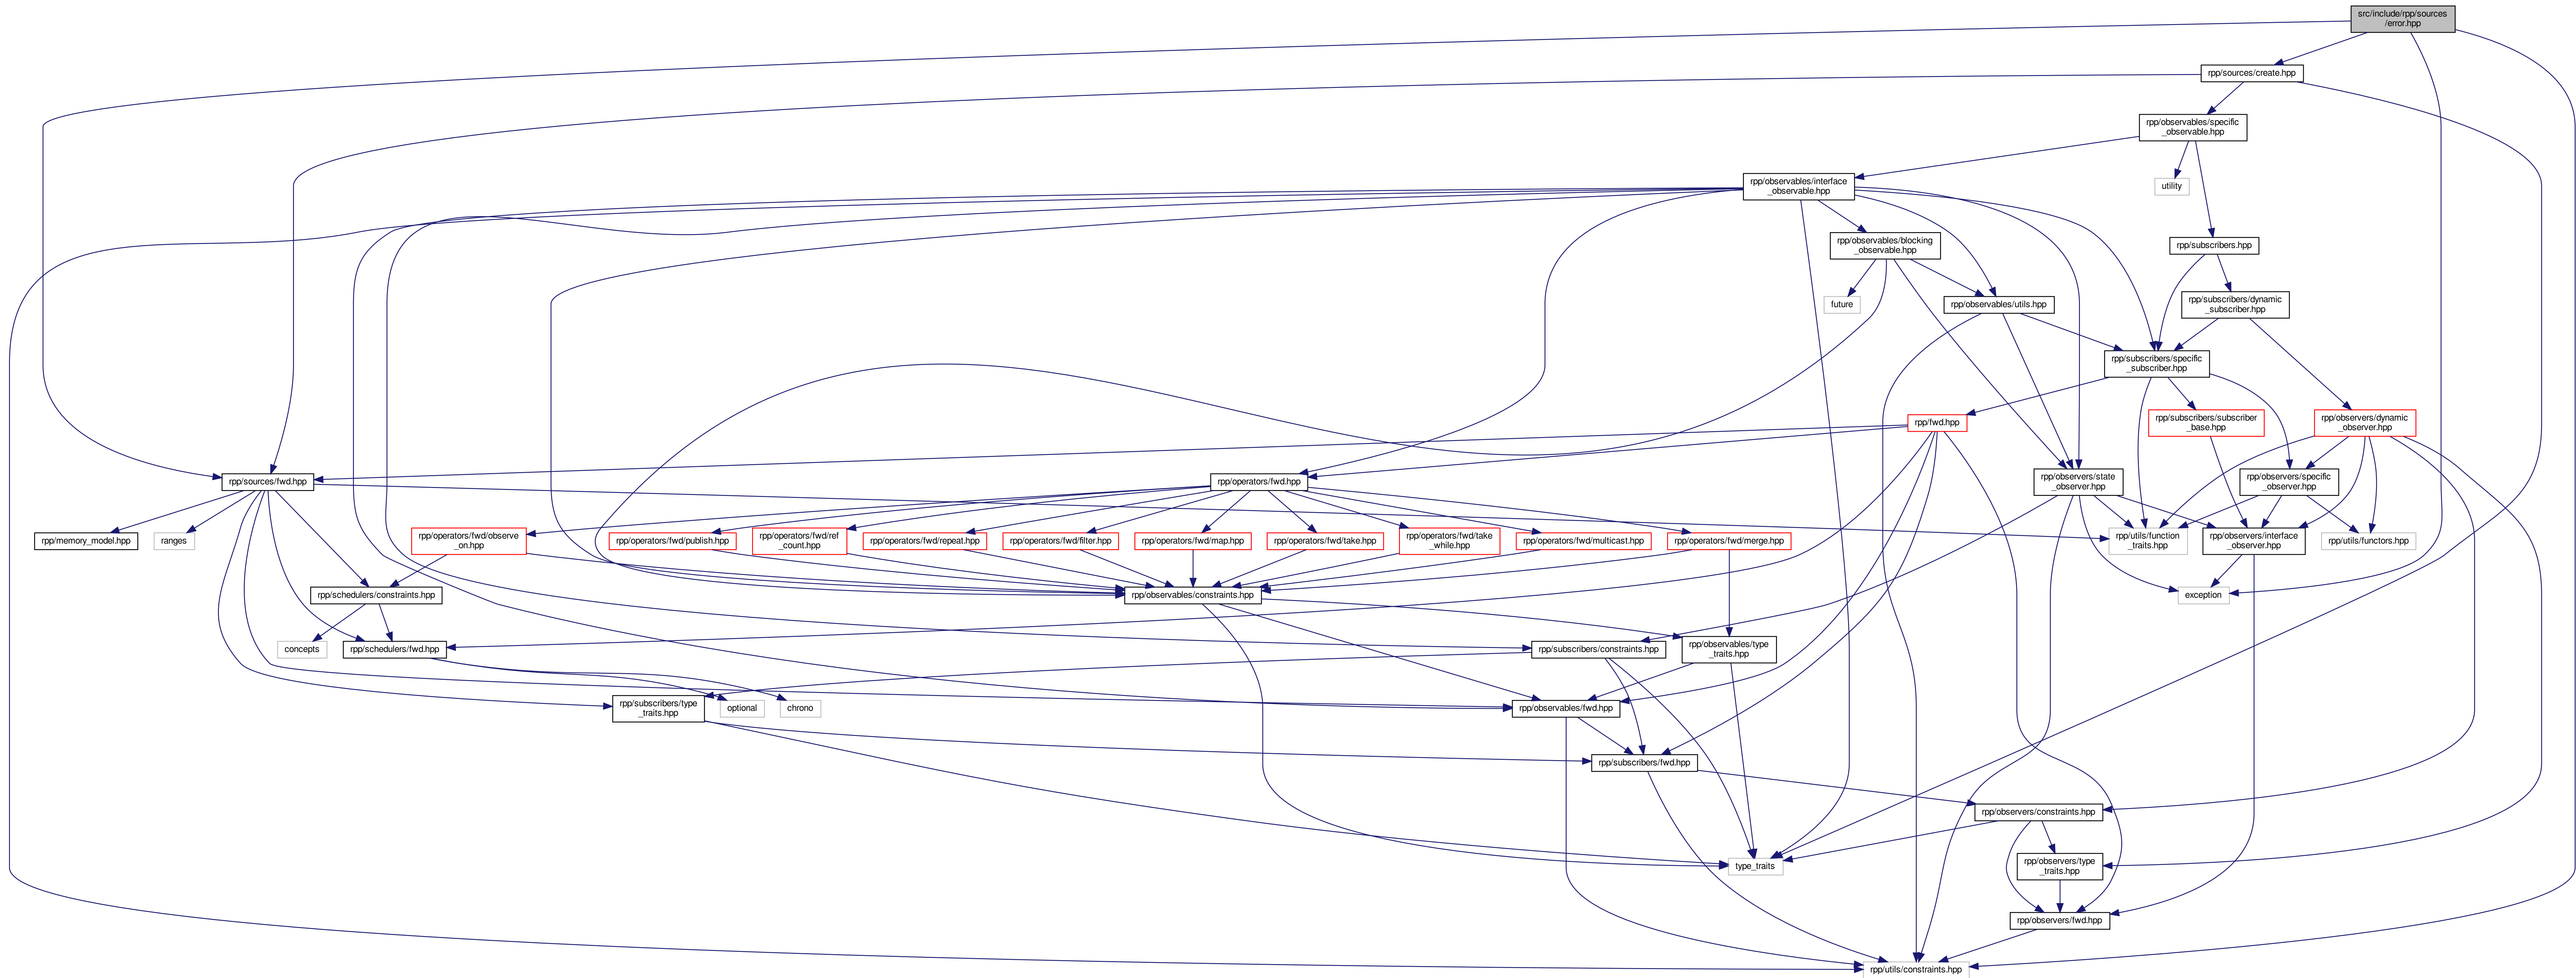 src/include/rpp/sources
/error.hpp
rpp/sources/create.hpp
rpp/observables/specific
_observable.hpp
rpp/observables/interface
_observable.hpp
utility
rpp/observables/blocking
_observable.hpp
rpp/subscribers.hpp
future
rpp/observables/utils.hpp
rpp/subscribers/dynamic
_subscriber.hpp
rpp/subscribers/specific
_subscriber.hpp
rpp/fwd.hpp
rpp/subscribers/subscriber
_base.hpp
rpp/observers/dynamic
_observer.hpp
rpp/sources/fwd.hpp
rpp/operators/fwd.hpp
rpp/observers/state
_observer.hpp
rpp/observers/specific
_observer.hpp
rpp/memory_model.hpp
ranges
rpp/operators/fwd/observe
_on.hpp
rpp/operators/fwd/publish.hpp
rpp/operators/fwd/ref
_count.hpp
rpp/operators/fwd/repeat.hpp
rpp/operators/fwd/filter.hpp
rpp/operators/fwd/map.hpp
rpp/operators/fwd/take.hpp
rpp/operators/fwd/take
_while.hpp
rpp/operators/fwd/multicast.hpp
rpp/operators/fwd/merge.hpp
rpp/utils/function
_traits.hpp
rpp/observers/interface
_observer.hpp
rpp/utils/functors.hpp
rpp/schedulers/constraints.hpp
rpp/observables/constraints.hpp
exception
concepts
rpp/schedulers/fwd.hpp
rpp/subscribers/constraints.hpp
rpp/observables/type
_traits.hpp
rpp/subscribers/type
_traits.hpp
optional
chrono
rpp/observables/fwd.hpp
rpp/subscribers/fwd.hpp
rpp/observers/constraints.hpp
type_traits
rpp/observers/type
_traits.hpp
rpp/observers/fwd.hpp
rpp/utils/constraints.hpp